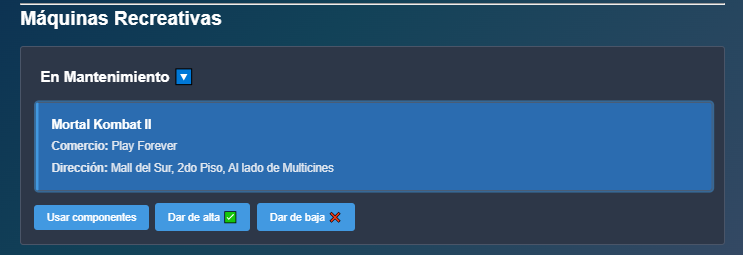 Máquinas Recreativas
En Mantenimiento
Mortal Kombat II
Comercio: Play Forever
Dirección: Mall del Sur, 2do Piso, Al lado de Multicines
Usar componentes Dar de alta ✅ Dar de baja ❌